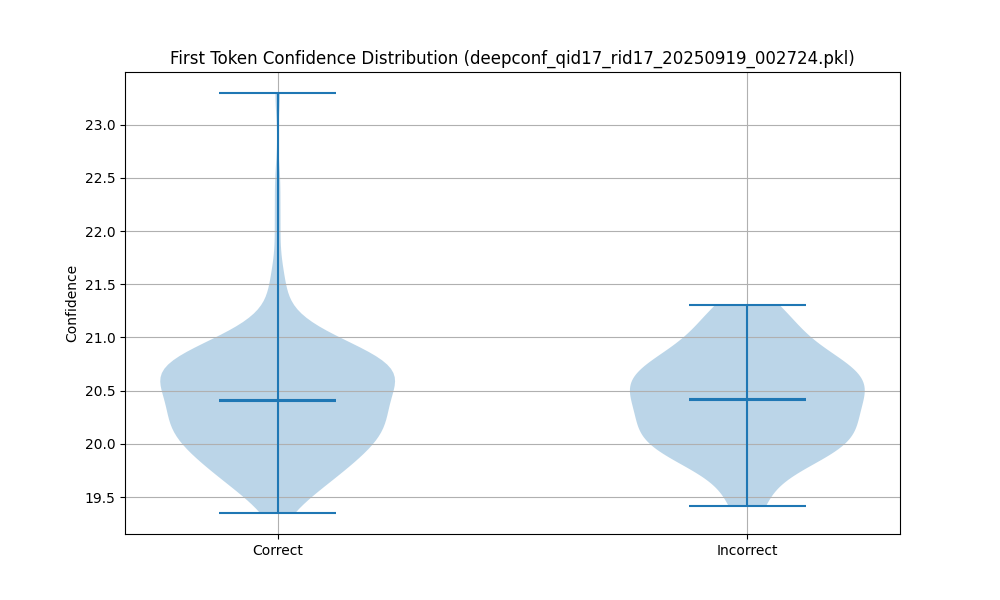 First Token Confidence Distribution (deepconf_qid17_rid17_20250919_002724.pkl)
Confidence
23.0
22.5
22.0
21.5
21.0
20.5
20.0
19.5
Correct
Incorrect